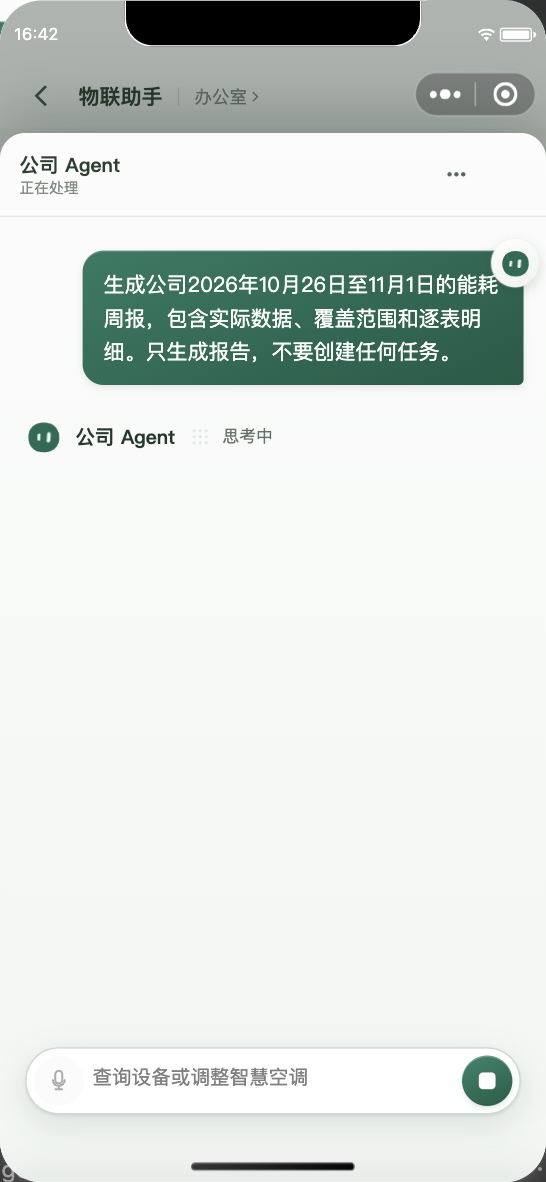 16:42
物联助手
办公室 >
公司 Agent
正在处理
生成公司2026年10月26日至11月1日的能耗
周报，包含实际数据、覆盖范围和逐表明
细。只生成报告，不要创建任何任务。
公司 Agent
思考中
查询设备或调整智慧空调